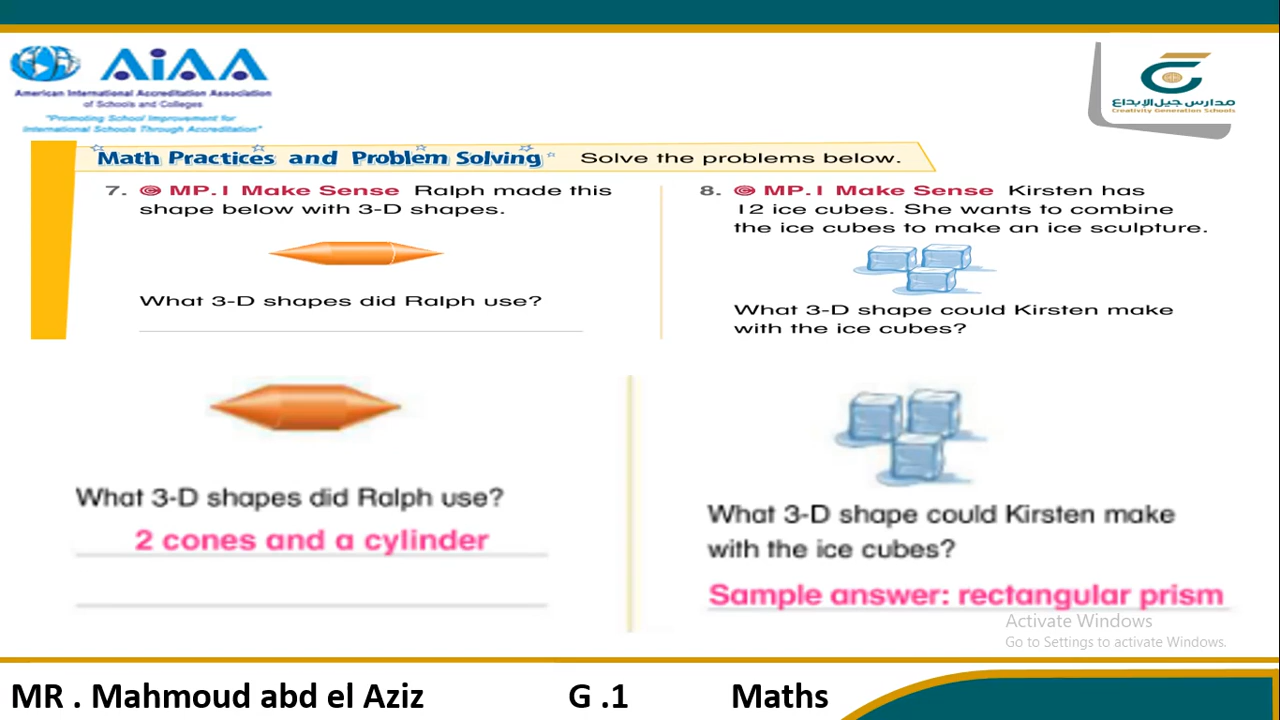 AiAA
American International Accreditation Association
of Schools and Colleges
"Promoting School Improvement for
International Schools Through Accreditation"
مدارس جيل الإبداع
Creativity Generation Schools
Math Practices and Problem Solving Solve the problems below.
7. MP.1 Make Sense Ralph made this
shape below with 3-D shapes.
What 3-D shapes did Ralph use?
8. MP.1 Make Sense Kirsten has
12 ice cubes. She wants to combine
the ice cubes to make an ice sculpture.
What 3-D shape could Kirsten make
with the ice cubes?
What 3-D shapes did Ralph use?
2 cones and a cylinder
What 3-D shape could Kirsten make
with the ice cubes?
Sample answer: rectangular prism
Activate Windows
Go to Settings to activate Windows.
MR . Mahmoud abd el Aziz G .1 Maths